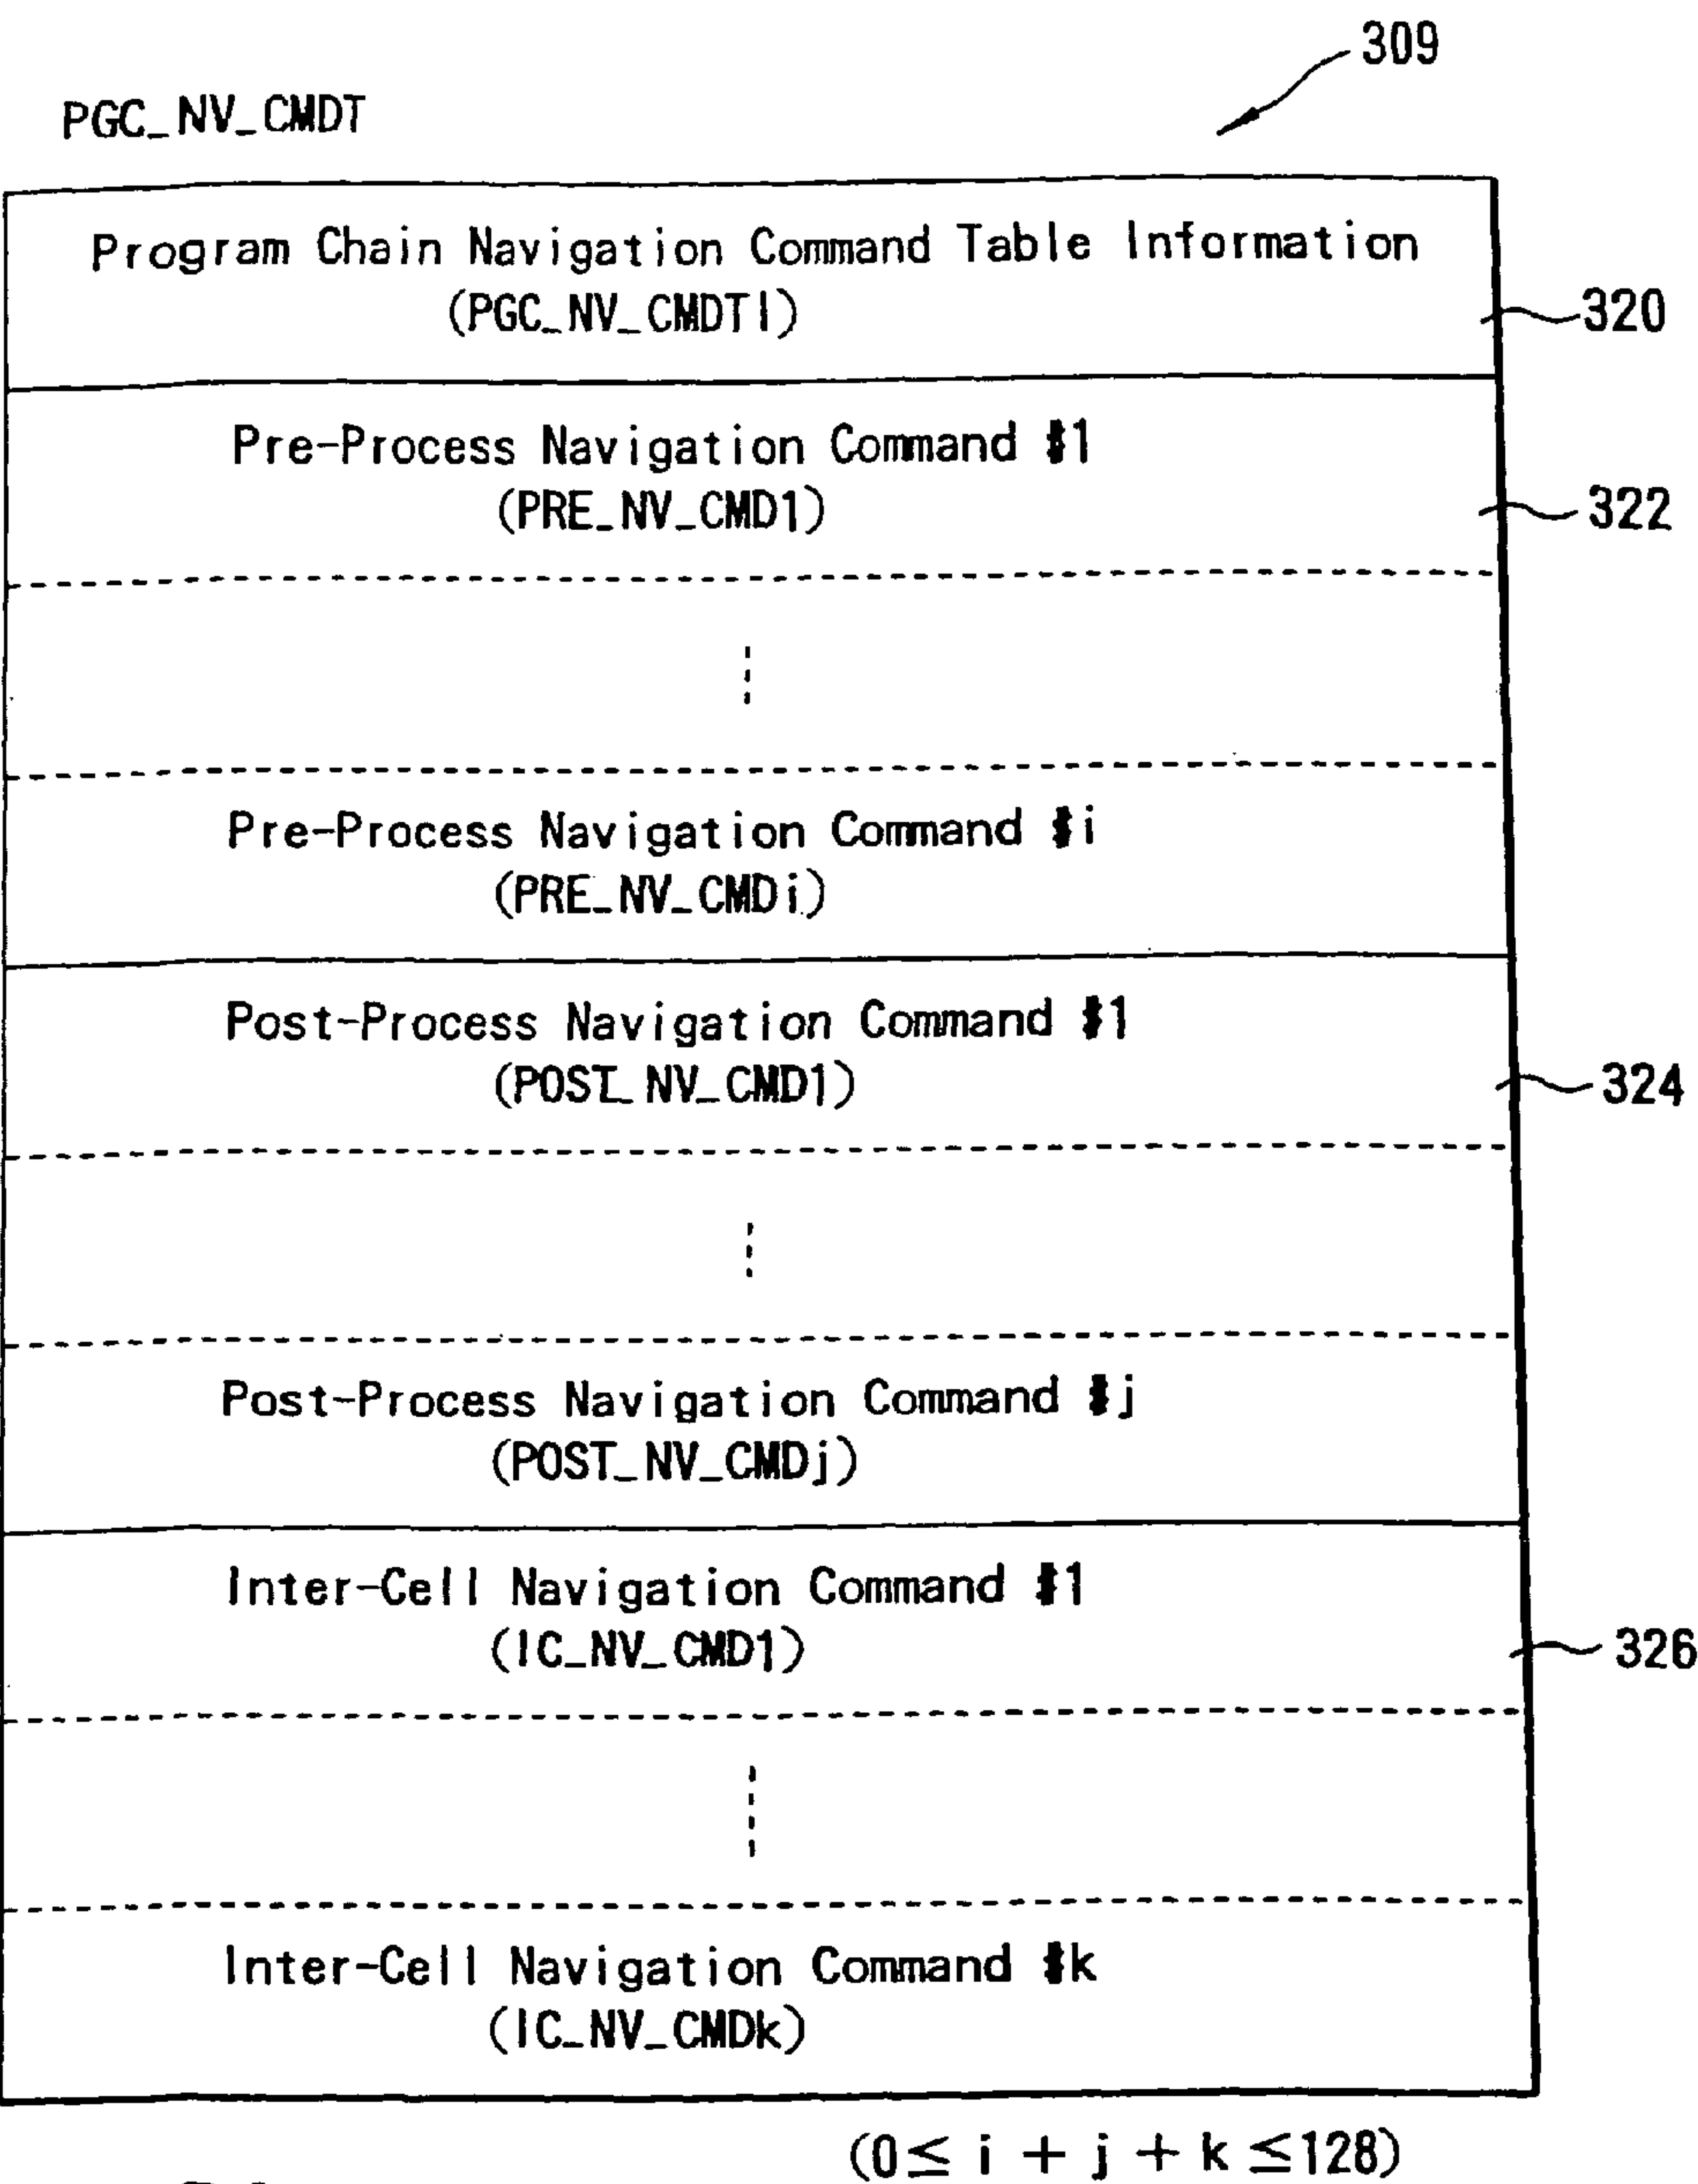 309
PGC_NV_CMDT
Program Chain Navigation Command Table Information
(PGC_NV_CMDTI)
320
Pre-Process Navigation Command #1
(PRE_NV_CMD1)
322
Pre-Process Navigation Command #i
(PRE_NV_CMDi)
Post-Process Navigation Command #1
(POST_NV_CMD1)
324
Post-Process Navigation Command #j
(POST_NV_CMDj)
Inter-Cell Navigation Command #1
(IC_NV_CMD1)
326
Inter-Cell Navigation Command #k
(IC_NV_CMDk)
(0≤ i + j + k ≤128)